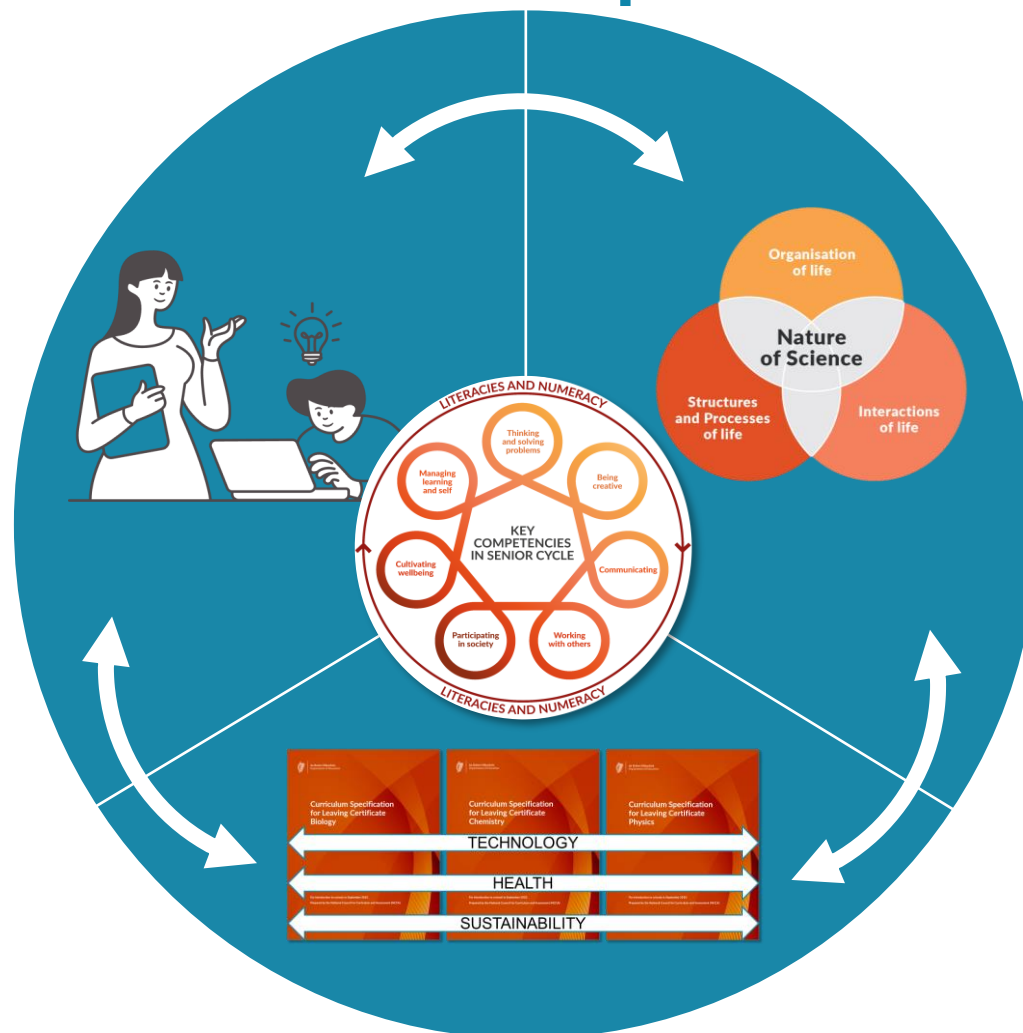 Organisation
of life
Nature
of Science
Structures
and Processes
of life
Interactions
of life
LITERACIES AND NUMERACY
Thinking
and solving
problems
Being
creative
Communicating
Working
with others
Participating
in society
Cultivating
wellbeing
Managing
learning
and self
KEY
COMPETENCIES
IN SENIOR CYCLE
LITERACIES AND NUMERACY
Curriculum Specification
for Leaving Certificate
Biology
Curriculum Specification
for Leaving Certificate
Chemistry
Curriculum Specification
for Leaving Certificate
Physics
TECHNOLOGY
HEALTH
SUSTAINABILITY